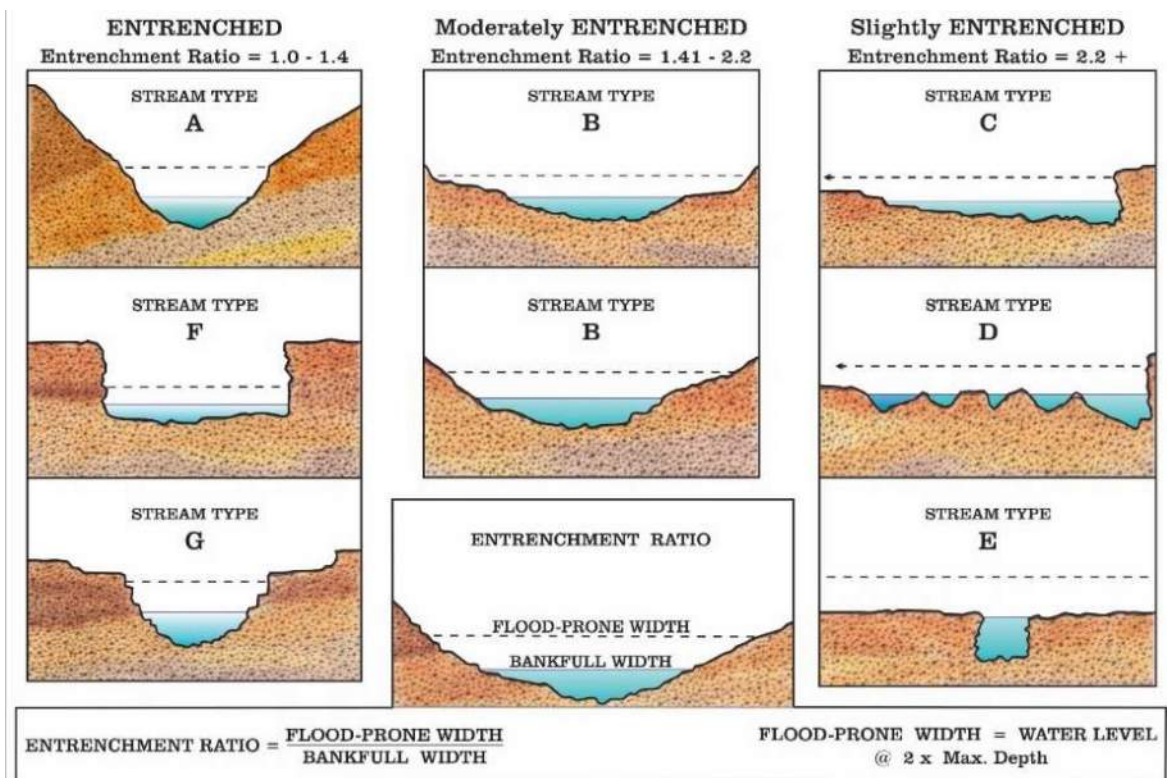 ENTRENCHED
Entrenchment Ratio = 1.0 - 1.4
STREAM TYPE
A
STREAM TYPE
F
STREAM TYPE
G
Moderately ENTRENCHED
Entrenchment Ratio = 1.41 - 2.2
STREAM TYPE
B
STREAM TYPE
B
ENTRENCHMENT RATIO
FLOOD-PRONE WIDTH
BANKFULL WIDTH
Slightly ENTRENCHED
Entrenchment Ratio = 2.2 +
STREAM TYPE
C
STREAM TYPE
D
STREAM TYPE
E
ENTRENCHMENT RATIO = FLOOD-PRONE WIDTH
BANKFULL WIDTH
FLOOD-PRONE WIDTH = WATER LEVEL
@ 2 x Max. Depth